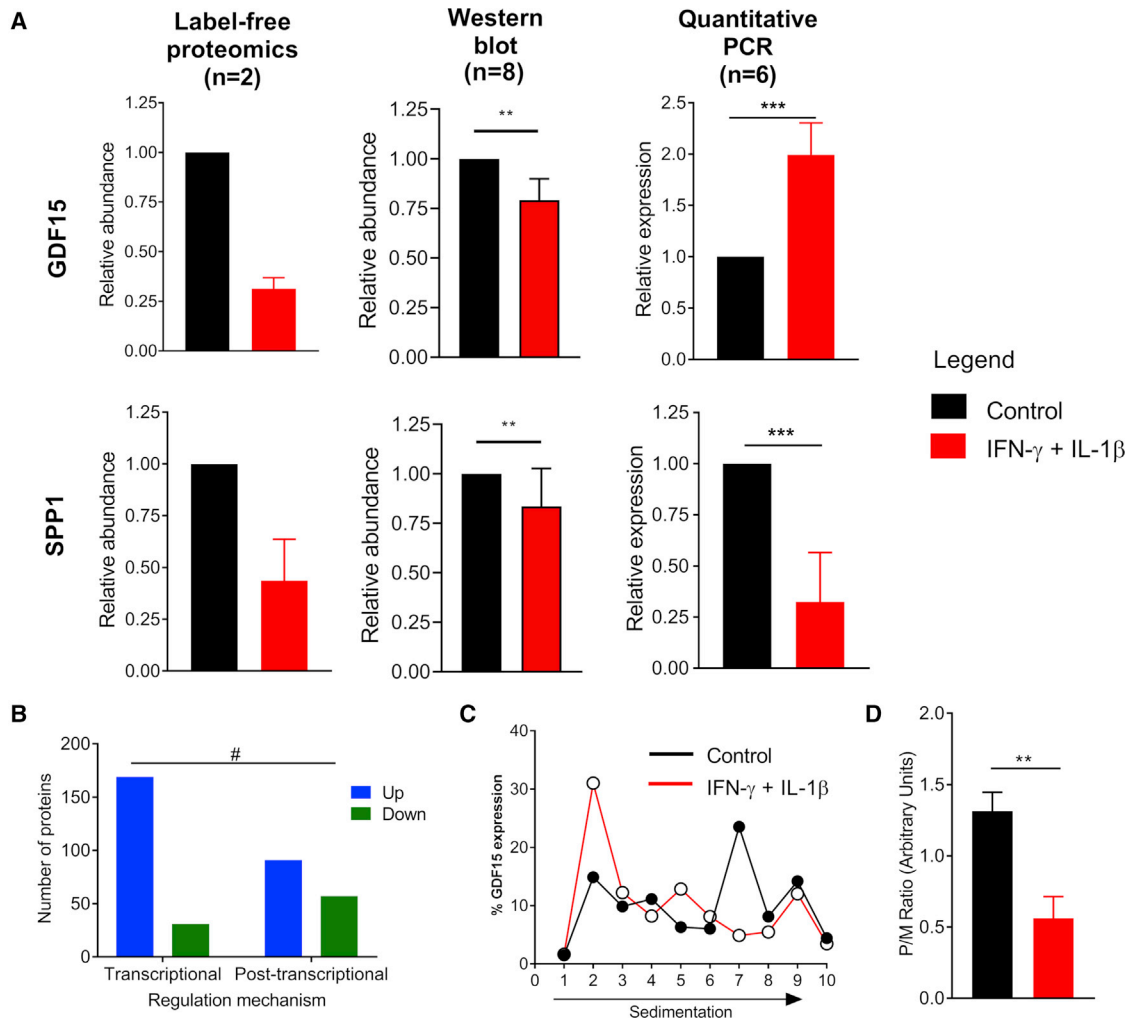 A
Label-free
proteomics
(n=2)
Western
blot
(n=8)
Quantitative
PCR
(n=6)
GDF15
Relative abundance
1.25
1.00
0.75
0.50
0.25
0.00
Relative abundance
1.25
1.00
0.75
0.50
0.25
0.00
**
Relative expression
2.5
2.0
1.5
1.0
0.5
0.0
***
Legend
Control
IFN-γ + IL-1β
SPP1
Relative abundance
1.25
1.00
0.75
0.50
0.25
0.00
Relative abundance
1.25
1.00
0.75
0.50
0.25
0.00
**
Relative expression
1.25
1.00
0.75
0.50
0.25
0.00
***
B
Number of proteins
200
150
100
50
0
#
Up
Down
Transcriptional Post-transcriptional
Regulation mechanism
C
% GDF15 expression
40
30
20
10
0
Control
IFN-γ + IL-1β
0 1 2 3 4 5 6 7 8 9 10
Sedimentation
D
P/M Ratio (Arbitrary Units)
2.0
1.5
1.0
0.5
0.0
**